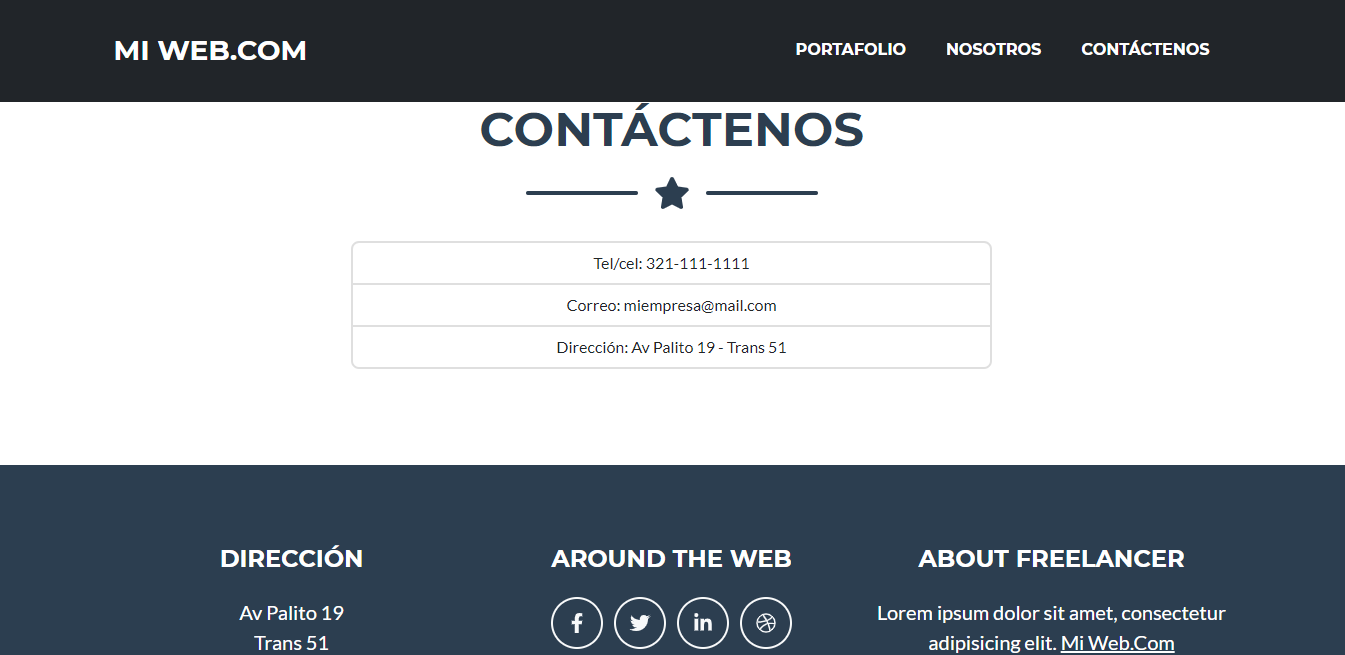 MI WEB.COM
PORTAFOLIO NOSOTROS CONTÁCTENOS
CONTÁCTENOS
Tel/cel: 321-111-1111
Correo: miempresa@mail.com
Dirección: Av Palito 19 - Trans 51
DIRECCIÓN
Av Palito 19
Trans 51
AROUND THE WEB
ABOUT FREELANCER
Lorem ipsum dolor sit amet, consectetur
adipisicing elit. Mi Web.Com